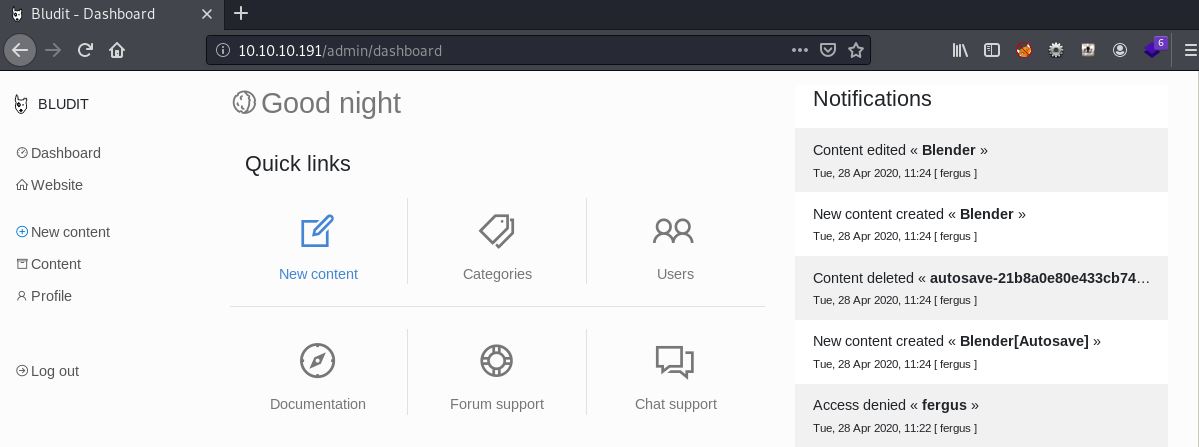 Bludit - Dashboard
10.10.10.191/admin/dashboard
6
BLUDIT
Dashboard
Website
New content
Content
Profile
Log out
Good night
Quick links
New content
Categories
Users
Documentation
Forum support
Chat support
Notifications
Content edited « Blender »
Tue, 28 Apr 2020, 11:24 [ fergus ]
New content created « Blender »
Tue, 28 Apr 2020, 11:24 [ fergus ]
Content deleted « autosave-21b8a0e80e433cb74…
Tue, 28 Apr 2020, 11:24 [ fergus ]
New content created « Blender[Autosave] »
Tue, 28 Apr 2020, 11:24 [ fergus ]
Access denied « fergus »
Tue, 28 Apr 2020, 11:22 [ fergus ]